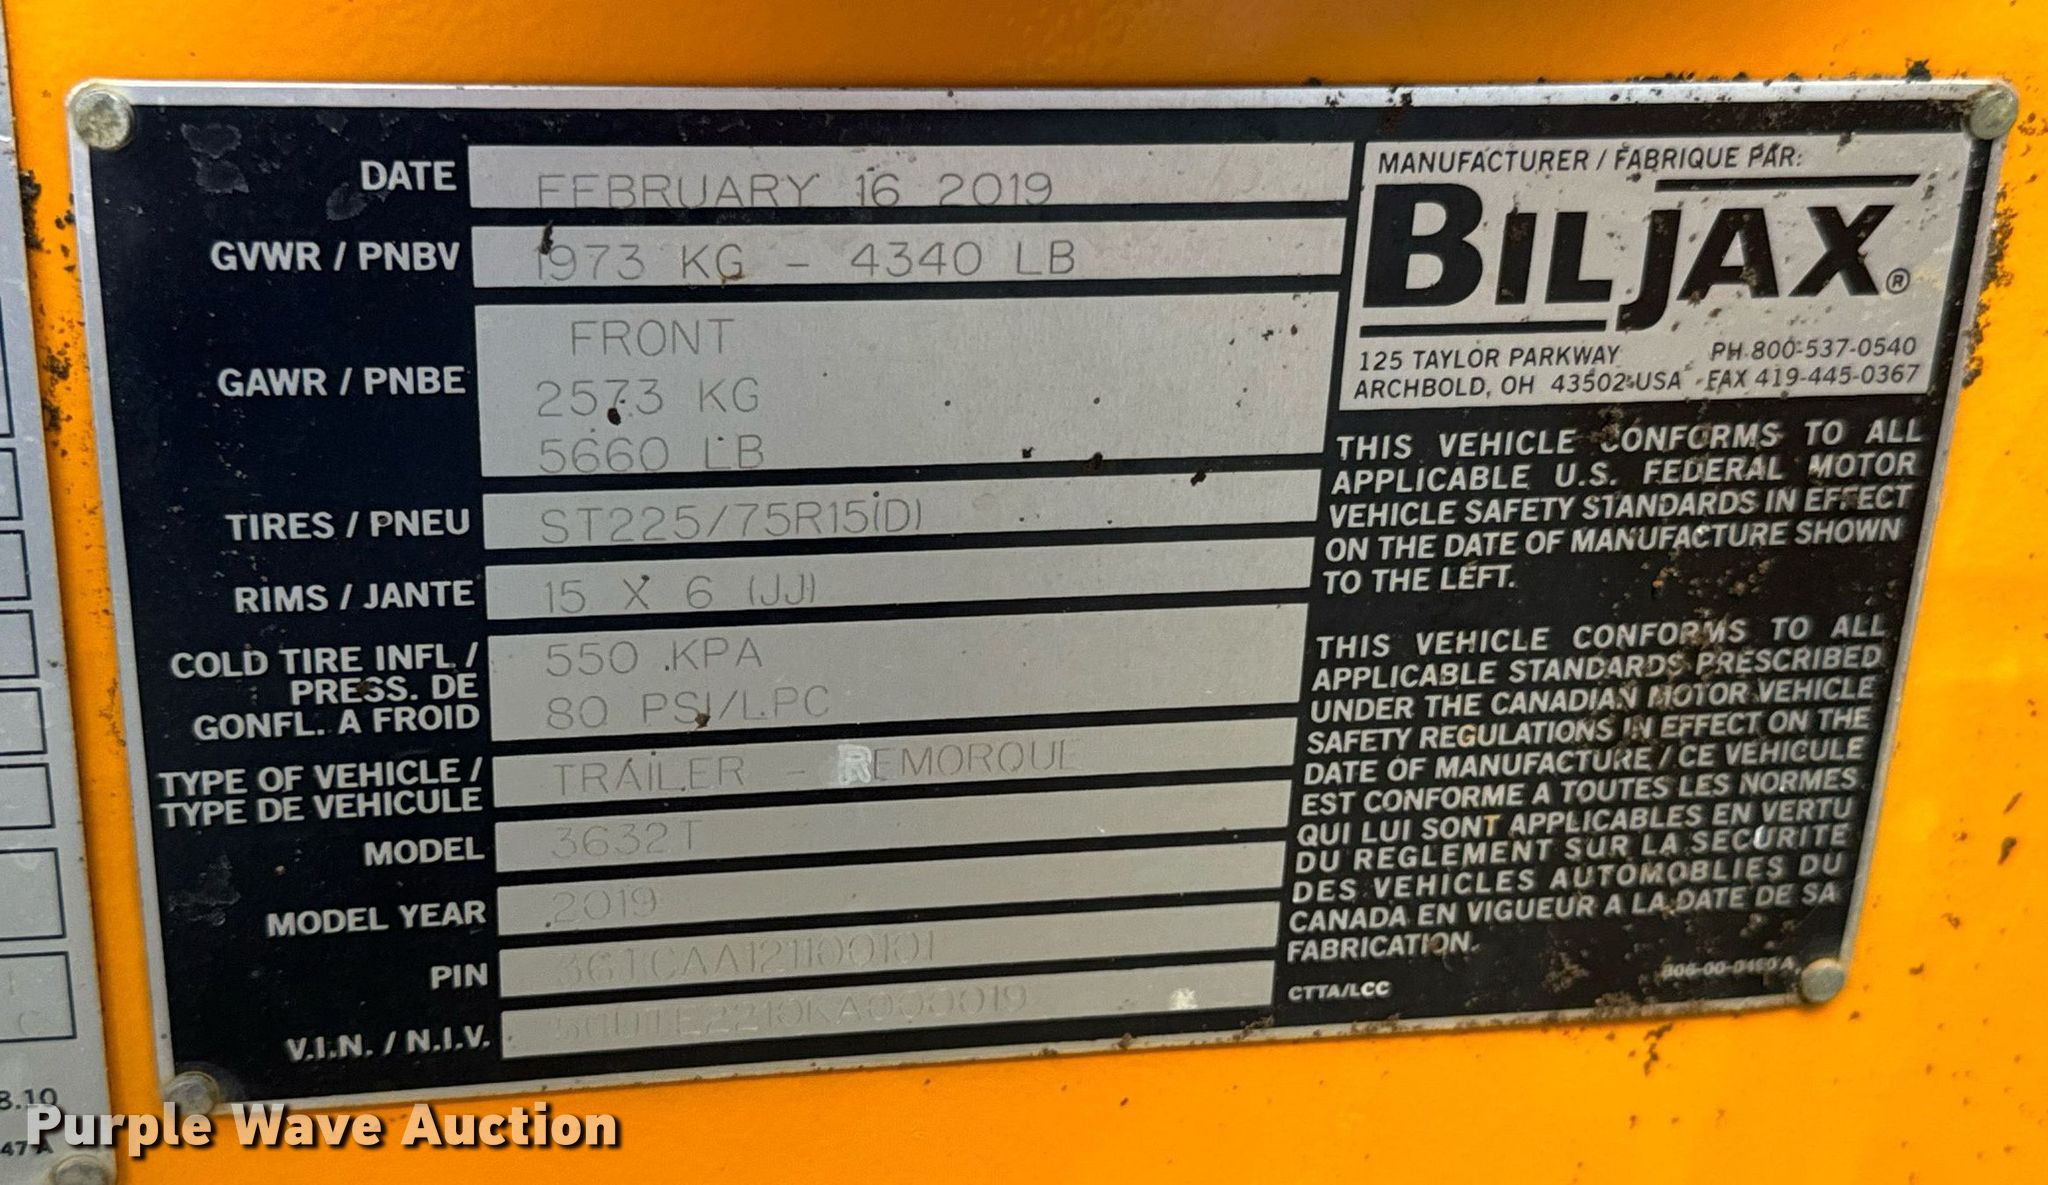 DATE FEBRUARY 16 2019
GVWR / PNBV 1973 KG - 4340 LB
GAWR / PNBE FRONT
2573 KG
5660 LB
TIRES / PNEU ST225/75R15(D)
RIMS / JANTE 15 X 6 (JJ)
COLD TIRE INFL / PRESS. DE GONFL. A FROID 550 KPA
80 PSI/LPC
TYPE OF VEHICLE / TYPE DE VEHICULE TRAILER - REMORQUE
MODEL 3632T
MODEL YEAR 2019
PIN
V.I.N. / N.I.V.
MANUFACTURER / FABRIQUE PAR:
BILJAX®
125 TAYLOR PARKWAY PH 800-537-0540
ARCHBOLD, OH 43502 USA FAX 419-445-0367
THIS VEHICLE CONFORMS TO ALL
APPLICABLE U.S. FEDERAL MOTOR
VEHICLE SAFETY STANDARDS IN EFFECT
ON THE DATE OF MANUFACTURE SHOWN
TO THE LEFT.
THIS VEHICLE CONFORMS TO ALL
APPLICABLE STANDARDS PRESCRIBED
UNDER THE CANADIAN MOTOR VEHICLE
SAFETY REGULATIONS IN EFFECT ON THE
DATE OF MANUFACTURE / CE VEHICULE
EST CONFORME A TOUTES LES NORMES
QUI LUI SONT APPLICABLES EN VERTU
DU REGLEMENT SUR LA SECURITE
DES VEHICLES AUTOMOBLIES DU
CANADA EN VIGUEUR A LA DATE DE SA
FABRICATION.
CTTA/LCC
8.10
47 A
Purple Wave Auction